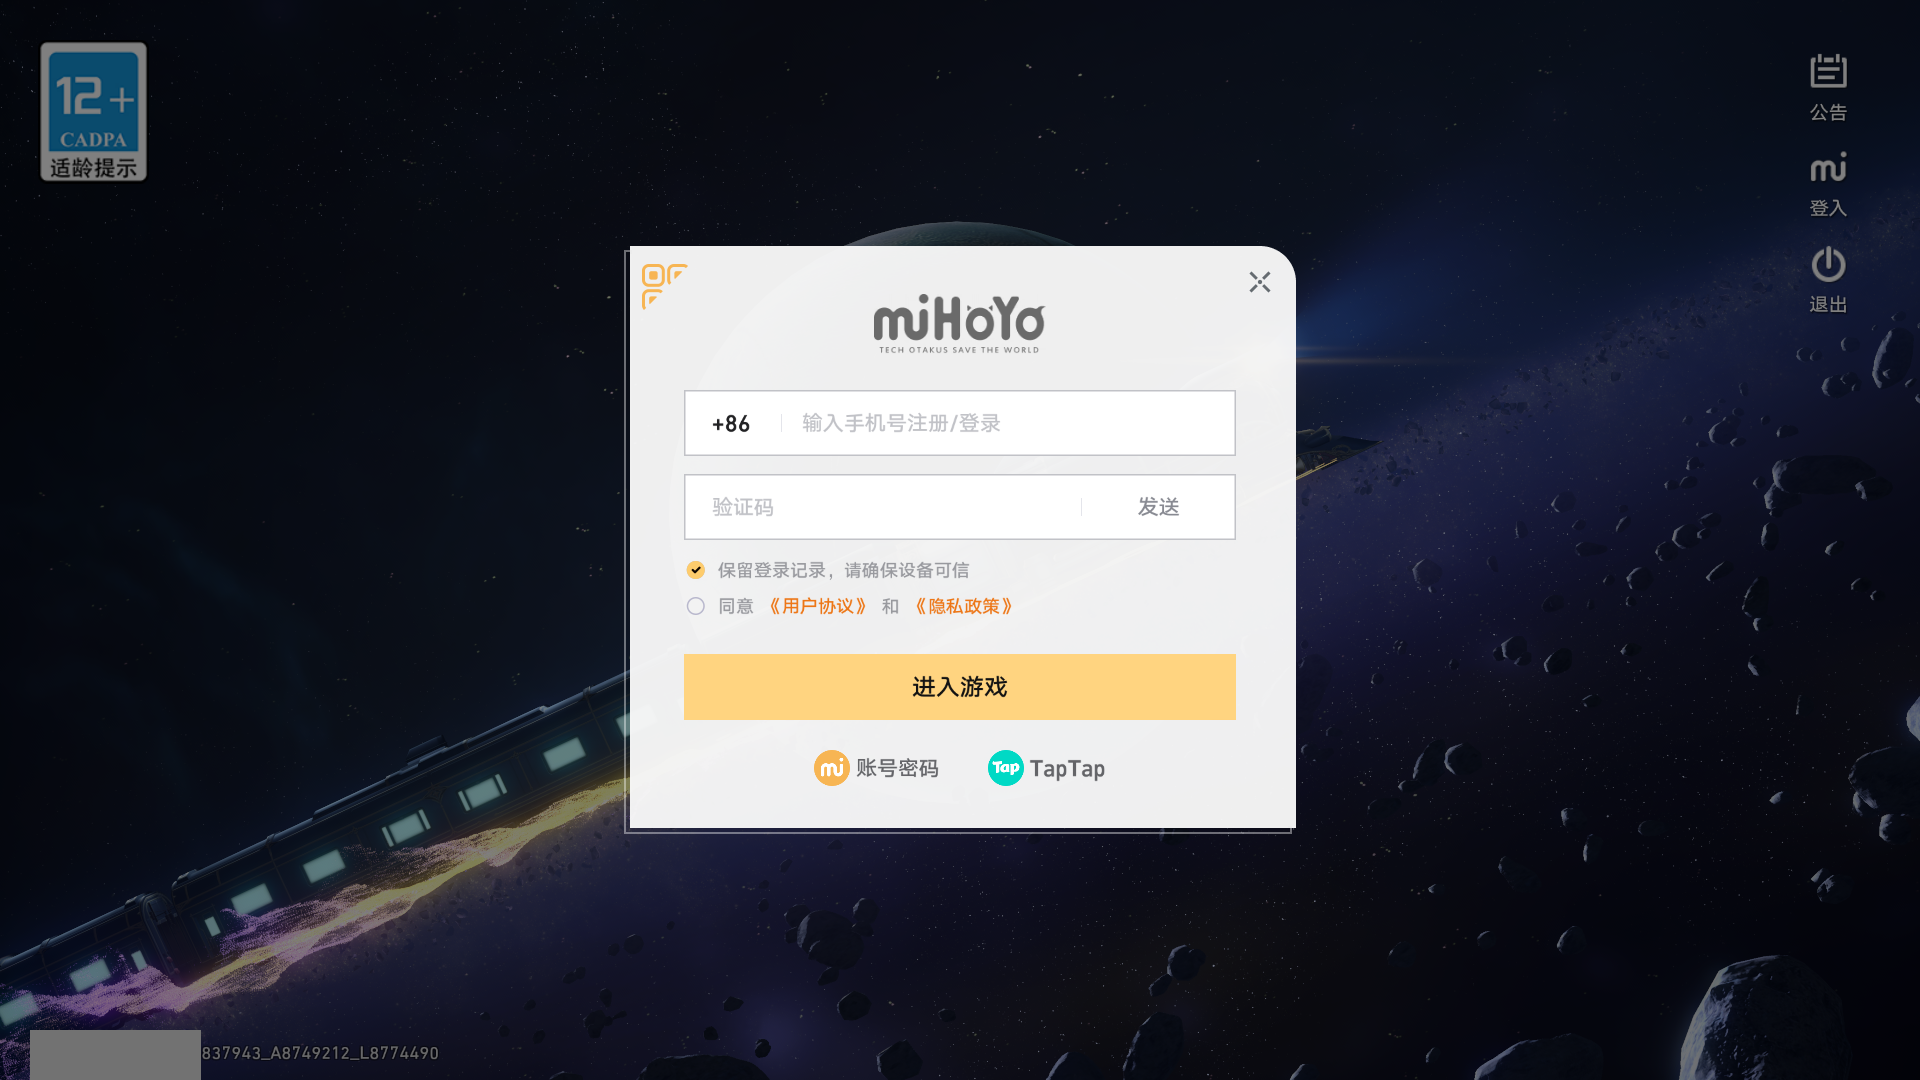 12+
CADPA
适龄提示
公告
mi
登入
退出
miHoYo
TECH OTAKUS SAVE THE WORLD
+86 输入手机号注册/登录
验证码 发送
保留登录记录，请确保设备可信
同意 《用户协议》 和 《隐私政策》
进入游戏
mi 账号密码 Tap TapTap
837943_A8749212_L8774490